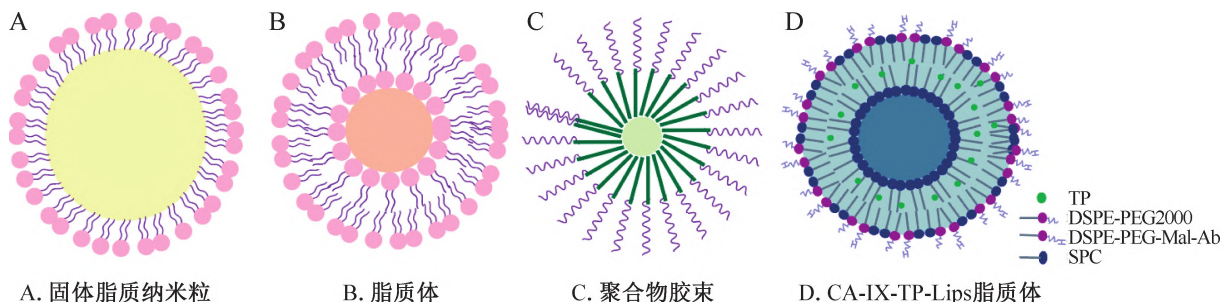 A
B
C
D
TP
DSPE-PEG2000
DSPE-PEG-Mal-Ab
SPC
A. 固体脂质纳米粒
B. 脂质体
C. 聚合物胶束
D. CA-IX-TP-Lips脂质体